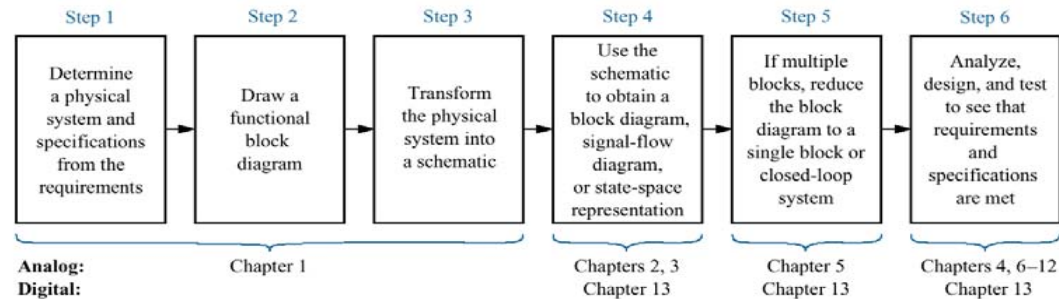 Step 1
Step 2
Step 3
Step 4
Step 5
Step 6
Determine
a physical
system and
specifications
from the
requirements
Draw a
functional
block
diagram
Transform
the physical
system into
a schematic
Use the
schematic
to obtain a
block diagram,
signal-flow
diagram,
or state-space
representation
If multiple
blocks, reduce
the block
diagram to a
single block or
closed-loop
system
Analyze,
design, and test
to see that
requirements
and
specifications
are met
Analog: Chapter 1 Chapters 2, 3 Chapter 5 Chapters 4, 6–12
Digital: Chapter 13 Chapter 13 Chapter 13